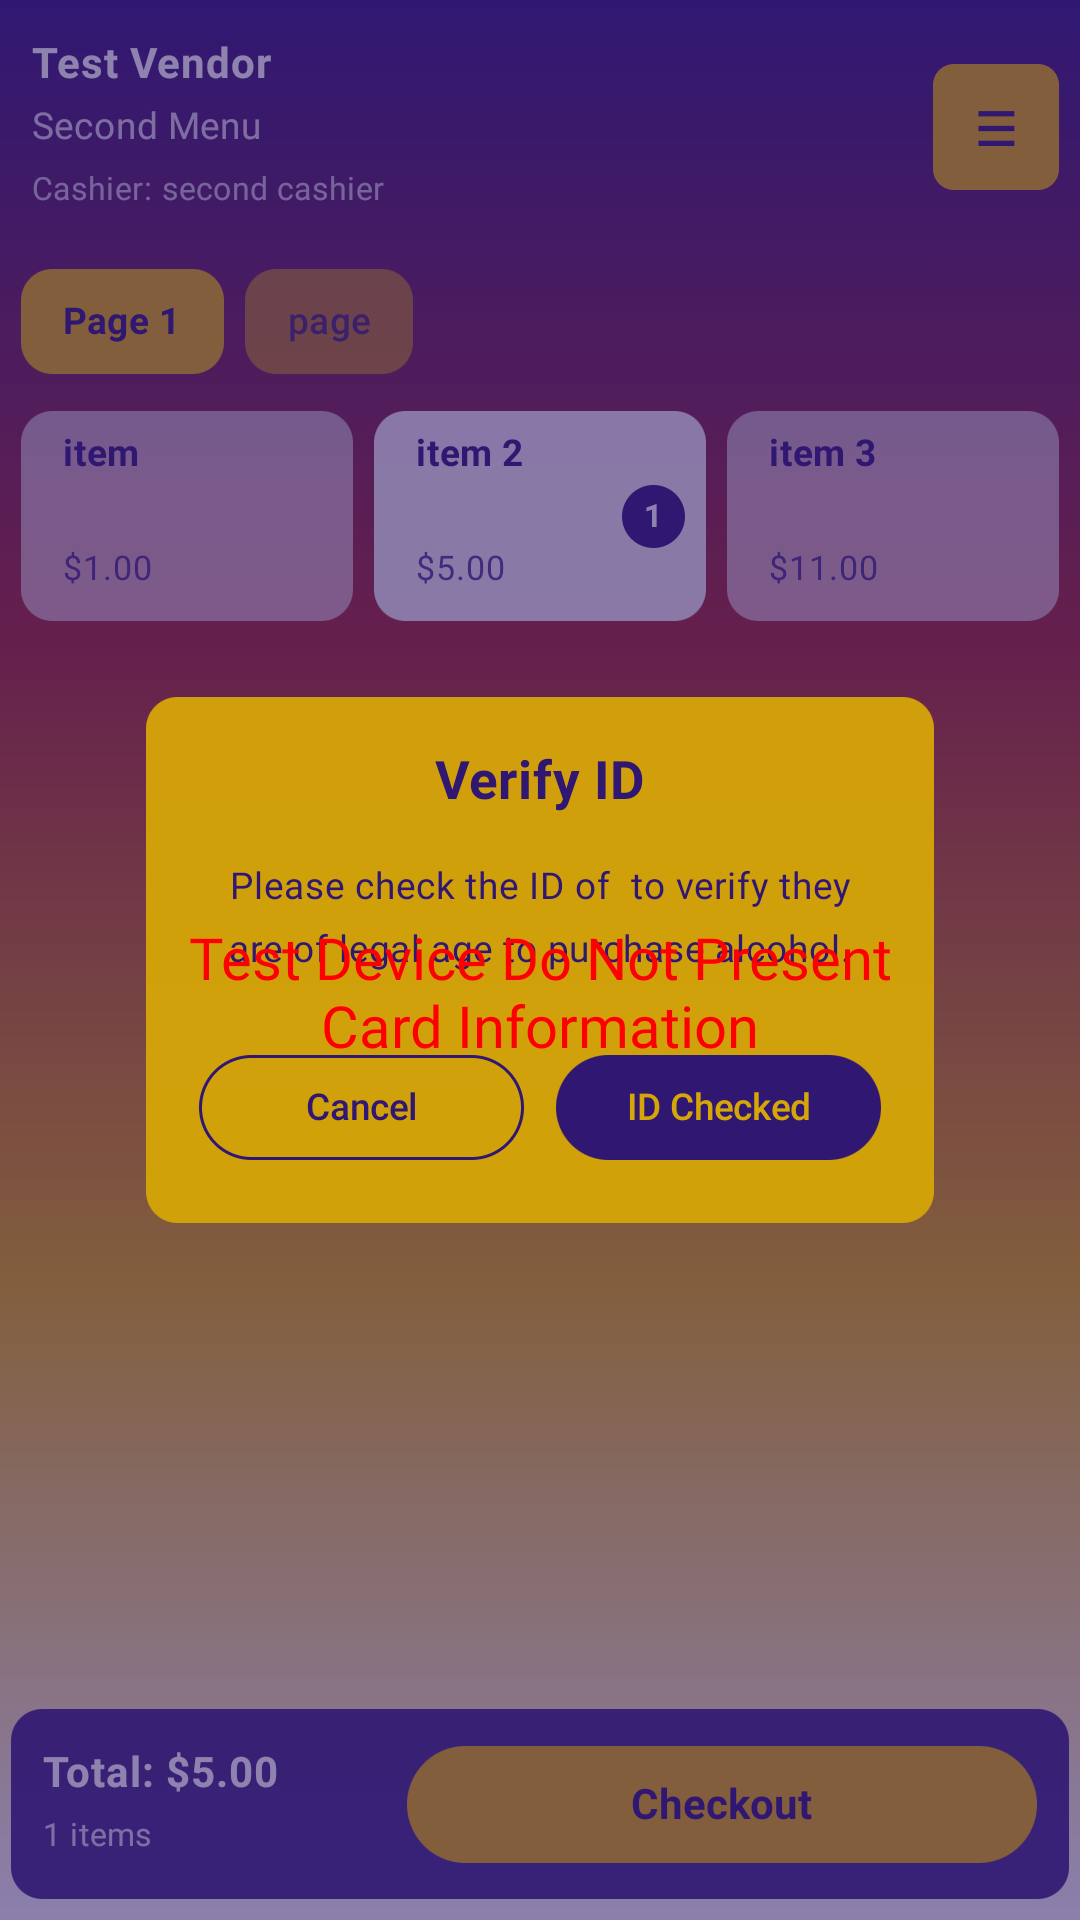 Test Vendor
Second Menu
Cashier: second cashier
☰
Page 1
page
item
$1.00
item 2
1
$5.00
item 3
$11.00
Verify ID
Please check the ID of  to verify they
are of legal age to purchase alcohol.
Test Device Do Not Present
Card Information
Cancel
ID Checked
Total: $5.00
1 items
Checkout